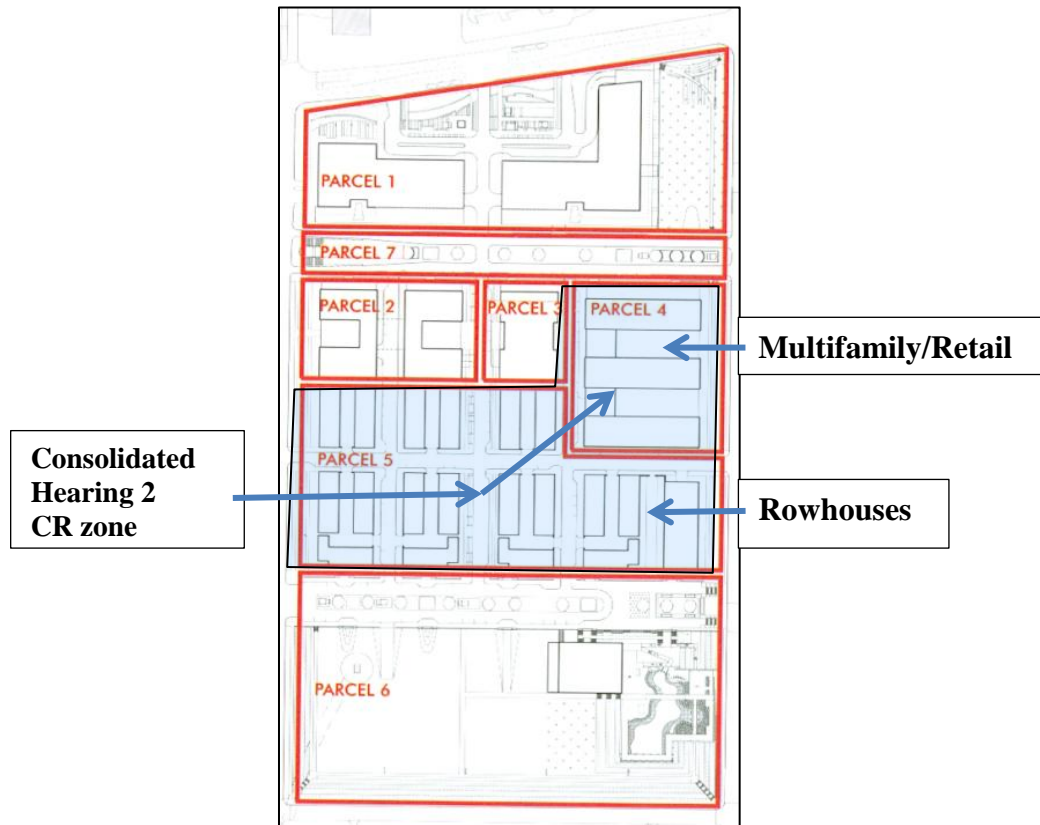 PARCEL 1
PARCEL 7
PARCEL 2
PARCEL 3
PARCEL 4
Multifamily/Retail
Consolidated
Hearing 2
CR zone
PARCEL 5
Rowhouses
PARCEL 6